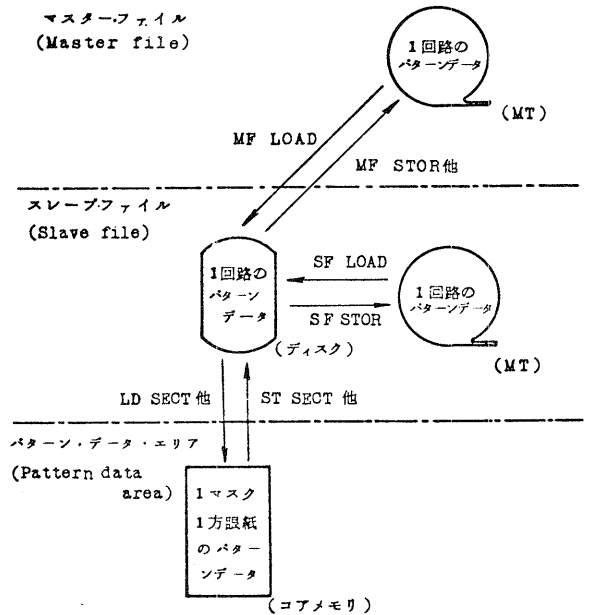 マスター・ファイル
(Master file)
1回路の
パターンデータ
(MT)
MF LOAD
MF STOR他
スレーブ・ファイル
(Slave file)
1回路の
パターン
データ
(ディスク)
SF LOAD
SF STOR
1回路の
パターンデータ
(MT)
LD SECT他
ST SECT 他
パターン・データ・エリア
(Pattern data
area)
1マスク
1方眼紙
のパター
ンデータ
(コアメモリ)